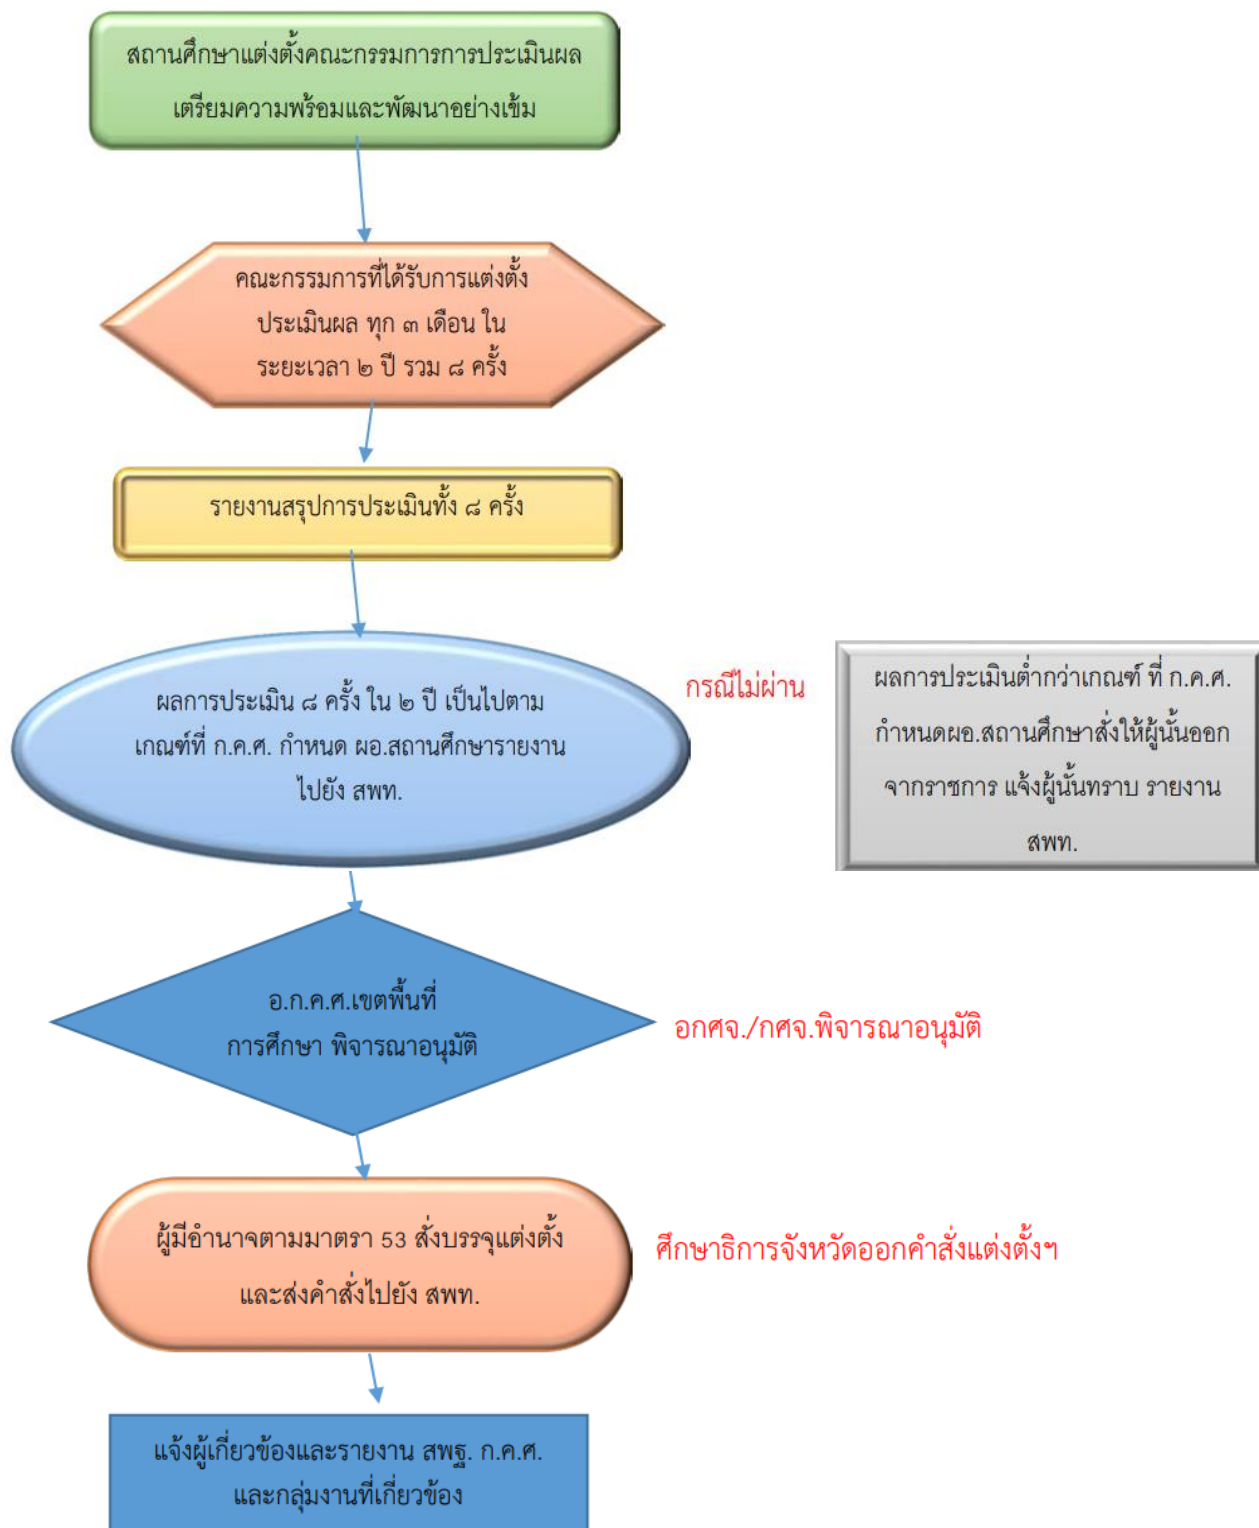 สถานศึกษาแต่งตั้งคณะกรรมการการประเมินผล
เตรียมความพร้อมและพัฒนาอย่างเข้ม
คณะกรรมการที่ได้รับการแต่งตั้ง
ประเมินผล ทุก ๓ เดือน ใน
ระยะเวลา ๒ ปี รวม ๘ ครั้ง
รายงานสรุปการประเมินทั้ง ๘ ครั้ง
ผลการประเมิน ๘ ครั้ง ใน ๒ ปี เป็นไปตาม
เกณฑ์ที่ ก.ค.ศ. กำหนด ผอ.สถานศึกษารายงาน
ไปยัง สพท.
กรณีไม่ผ่าน
ผลการประเมินต่ำกว่าเกณฑ์ ที่ ก.ค.ศ.
กำหนดผอ.สถานศึกษาสั่งให้ผู้นั้นออก
จากราชการ แจ้งผู้นั้นทราบ รายงาน
สพท.
อ.ก.ค.ศ.เขตพื้นที่
การศึกษา พิจารณาอนุมัติ
อกศจ./กศจ.พิจารณาอนุมัติ
ผู้มีอำนาจตามมาตรา 53 สั่งบรรจุแต่งตั้ง
และส่งคำสั่งไปยัง สพท.
ศึกษาธิการจังหวัดออกคำสั่งแต่งตั้งฯ
แจ้งผู้เกี่ยวข้องและรายงาน สพฐ. ก.ค.ศ.
และกลุ่มงานที่เกี่ยวข้อง